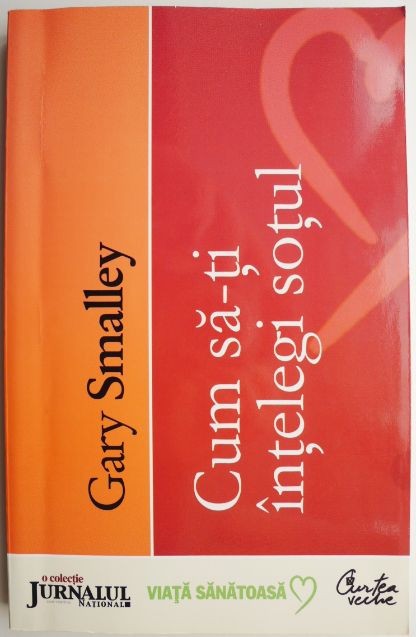 Gary Smalley
Cum să-ți
înțelegi soțul
o colecție
JURNALUL
NAȚIONAL
VIAȚĂ SĂNĂTOASĂ
Curtea
veche